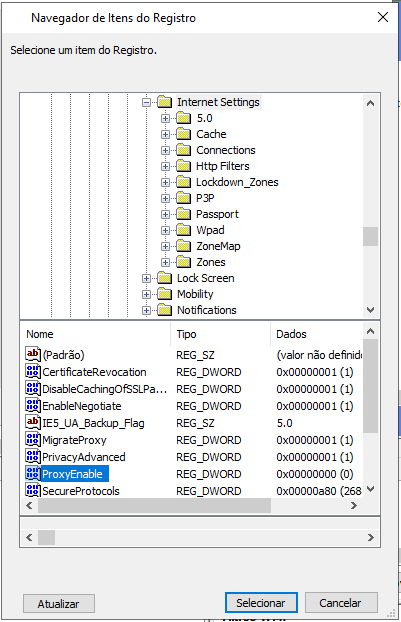 Navegador de Itens do Registro
Selecione um item do Registro.
Internet Settings
5.0
Cache
Connections
Http Filters
Lockdown_Zones
P3P
Passport
Wpad
ZoneMap
Zones
Lock Screen
Mobility
Notifications
Nome Tipo Dados
(Padrão) REG_SZ (valor não definido
CertificateRevocation REG_DWORD 0x00000001 (1)
DisableCachingOfSSLPa... REG_DWORD 0x00000001 (1)
EnableNegotiate REG_DWORD 0x00000001 (1)
IE5_UA_Backup_Flag REG_SZ 5.0
MigrateProxy REG_DWORD 0x00000001 (1)
PrivacyAdvanced REG_DWORD 0x00000001 (1)
ProxyEnable REG_DWORD 0x00000000 (0)
SecureProtocols REG_DWORD 0x00000a80 (268
Atualizar Selecionar Cancelar